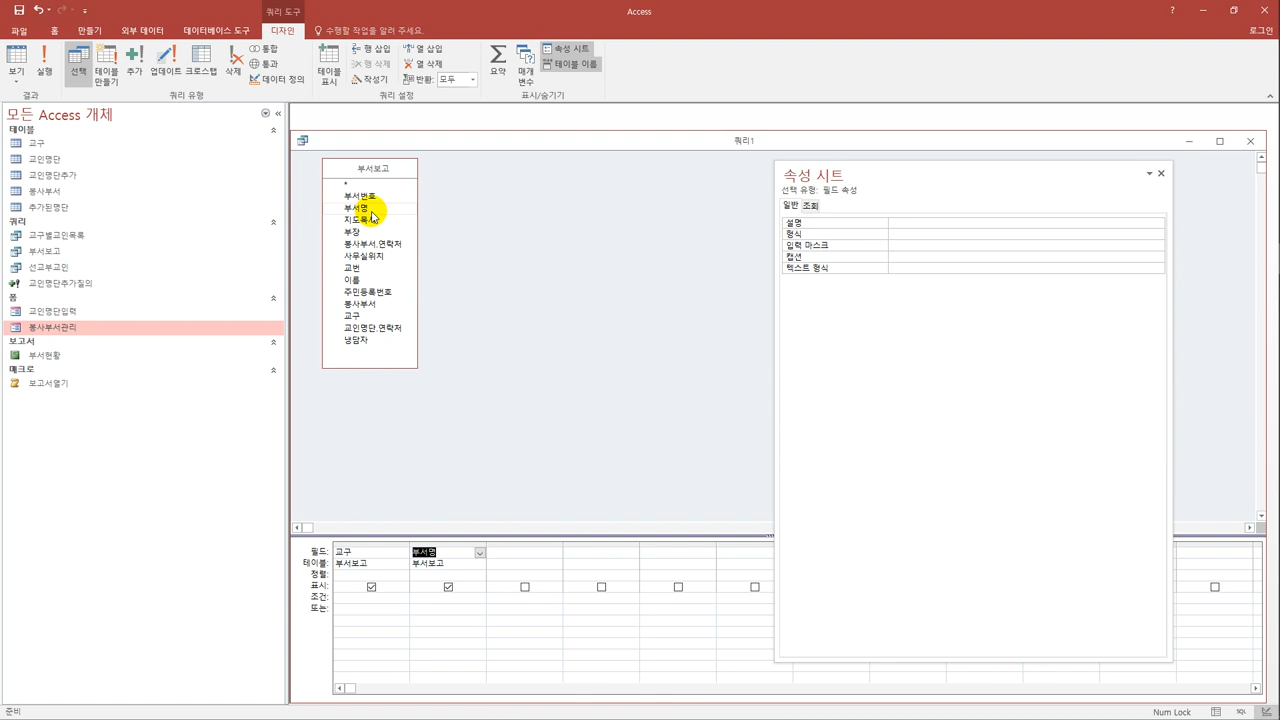 쿼리 도구
Access
파일 홈 만들기 외부 데이터 데이터베이스 도구 디자인 수행할 작업을 알려 주세요.
로그인
보기 실행 선택 테이블 만들기 추가 업데이트 크로스탭 삭제
통합
통과
데이터 정의
테이블 표시
행 삽입
행 삭제
작성기
열 삽입
열 삭제
반환: 모두
요약 매개 변수
속성 시트
테이블 이름
결과 쿼리 유형 쿼리 설정 표시/숨기기
모든 Access 개체
테이블
교구
교인명단
교인명단추가
봉사부서
추가된명단
쿼리
교구별교인목록
부서보고
선교부교인
교인명단추가질의
폼
교인명단입력
봉사부서관리
보고서
부서현황
매크로
보고서열기
쿼리1
부서보고
*
부서번호
부서명
부장
봉사부서.연락처
사무실위치
교번
이름
주민등록번호
봉사부서
교구
교인명단.연락처
냉담자
속성 시트
선택 유형: 필드 속성
일반 조회
설명
형식
입력 마스크
캡션
텍스트 형식
필드: 교구 부서명
테이블: 부서보고 부서보고
정렬:
표시:
조건:
또는:
준비
Num Lock
SQL